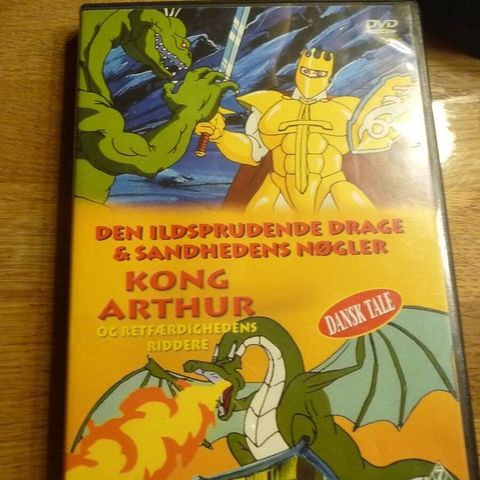 DVD
DEN ILDSPRUDENDE DRAGE
& SANDHEDENS NØGLER
KONG
ARTHUR
OG RETFÆRDIGHEDENS
RIDDERE
DANSK TALE